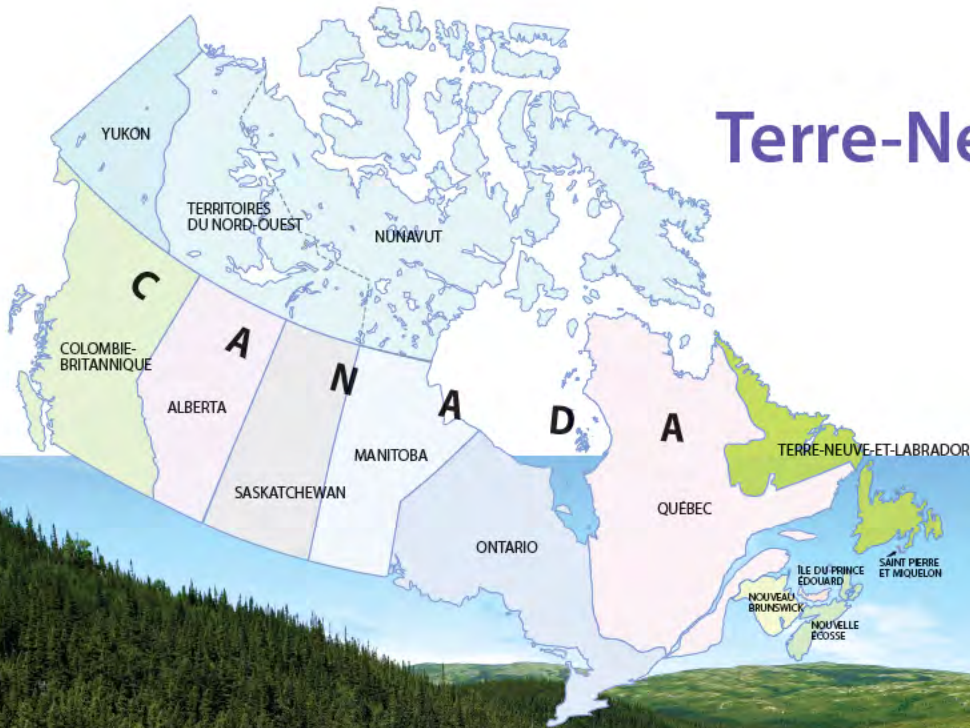 Terre-Ne
YUKON
TERRITOIRES
DU NORD-OUEST
NUNAVUT
C A N A D A
COLOMBIE-
BRITANNIQUE
ALBERTA
SASKATCHEWAN
MANITOBA
ONTARIO
QUÉBEC
TERRE-NEUVE-ET-LABRADOR
SAINT PIERRE
ET MIQUELON
ÎLE DU PRINCE
ÉDOUARD
NOUVEAU
BRUNSWICK
NOUVELLE
ÉCOSSE